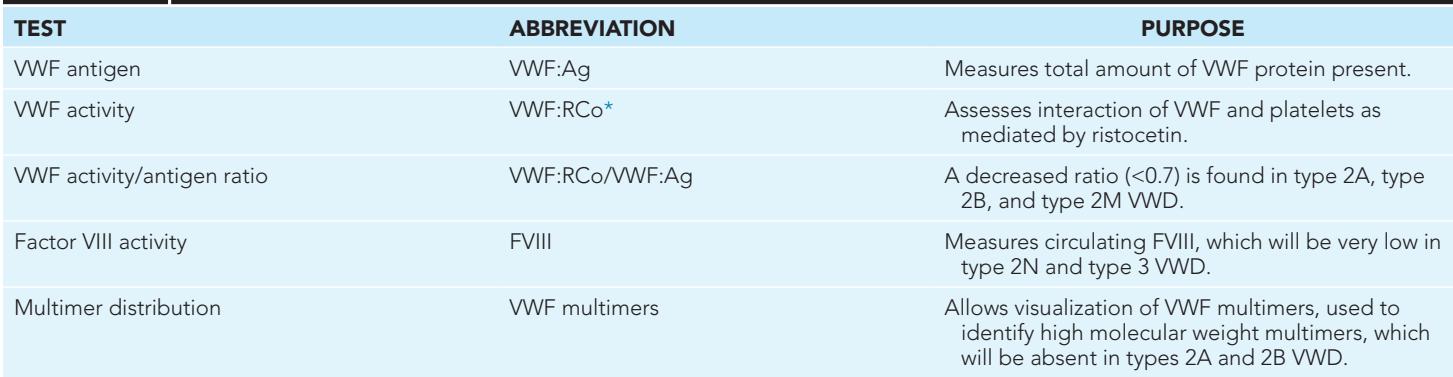 TEST ABBREVIATION PURPOSE
VWF antigen VWF:Ag Measures total amount of VWF protein present.
VWF activity VWF:RCo* Assesses interaction of VWF and platelets as
mediated by ristocetin.
VWF activity/antigen ratio VWF:RCo/VWF:Ag A decreased ratio (<0.7) is found in type 2A, type
2B, and type 2M VWD.
Factor VIII activity FVIII Measures circulating FVIII, which will be very low in
type 2N and type 3 VWD.
Multimer distribution VWF multimers Allows visualization of VWF multimers, used to
identify high molecular weight multimers, which
will be absent in types 2A and 2B VWD.